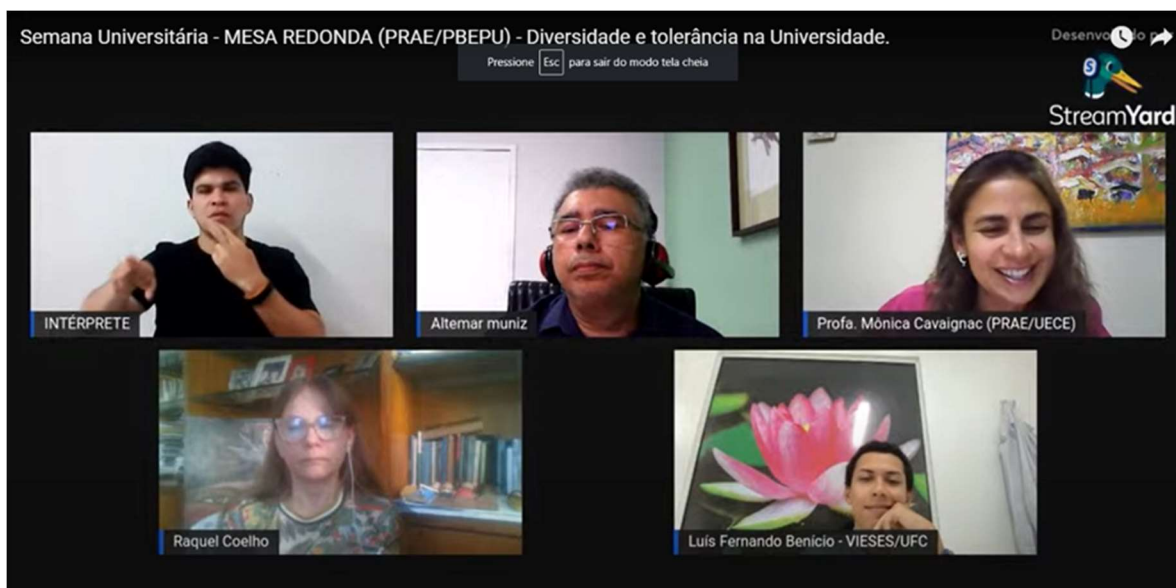 Semana Universitária - MESA REDONDA (PRAE/PBEPU) - Diversidade e tolerância na Universidade.
Pressione Esc para sair do modo tela cheia
StreamYard
INTÉRPRETE
Altemar muniz
Profa. Mônica Cavaignac (PRAE/UECE)
Raquel Coelho
Luís Fernando Benício - VIESES/UFC